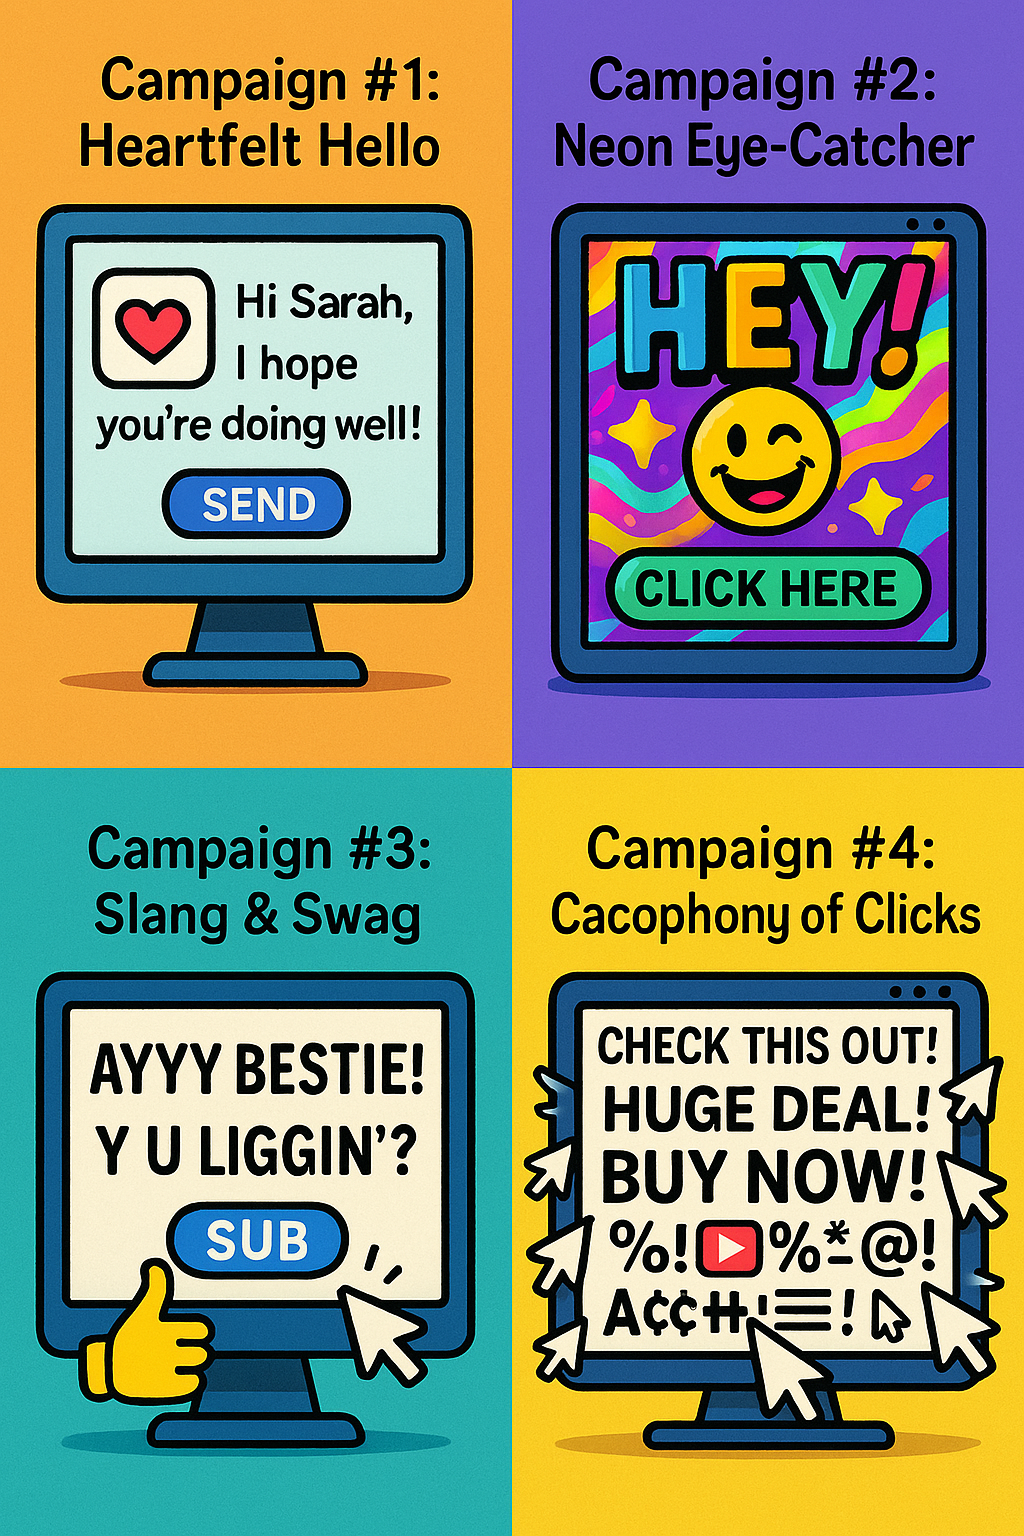 Campaign #1:
Heartfelt Hello
Hi Sarah,
I hope
you're doing well!
SEND
Campaign #2:
Neon Eye-Catcher
HEY!
CLICK HERE
Campaign #3:
Slang & Swag
AYYY BESTIE!
Y U LIGGIN'?
SUB
Campaign #4:
Cacophony of Clicks
CHECK THIS OUT!
HUGE DEAL!
BUY NOW!
%!%*@!